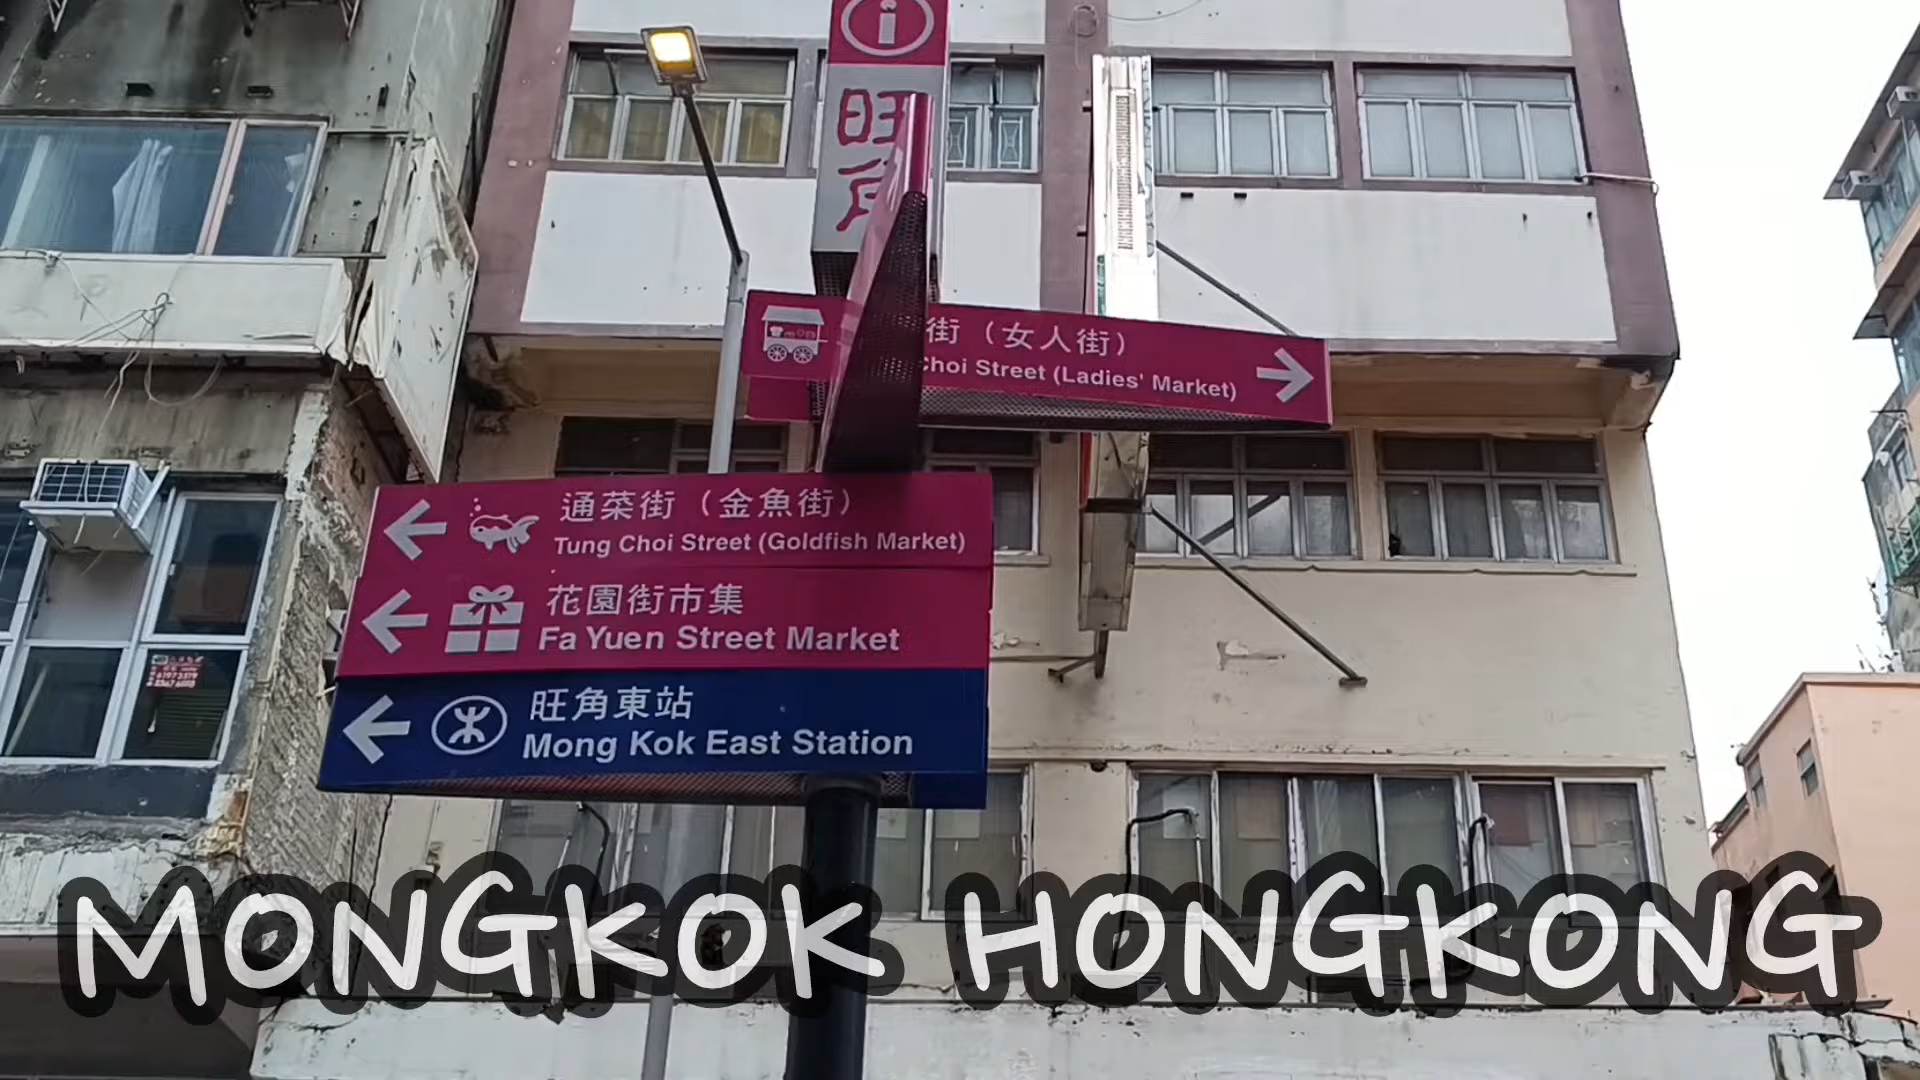 旺角
街（女人街）
Choi Street (Ladies' Market)
通菜街（金魚街）
Tung Choi Street (Goldfish Market)
花園街市集
Fa Yuen Street Market
旺角東站
Mong Kok East Station
MONGKOK HONGKONG